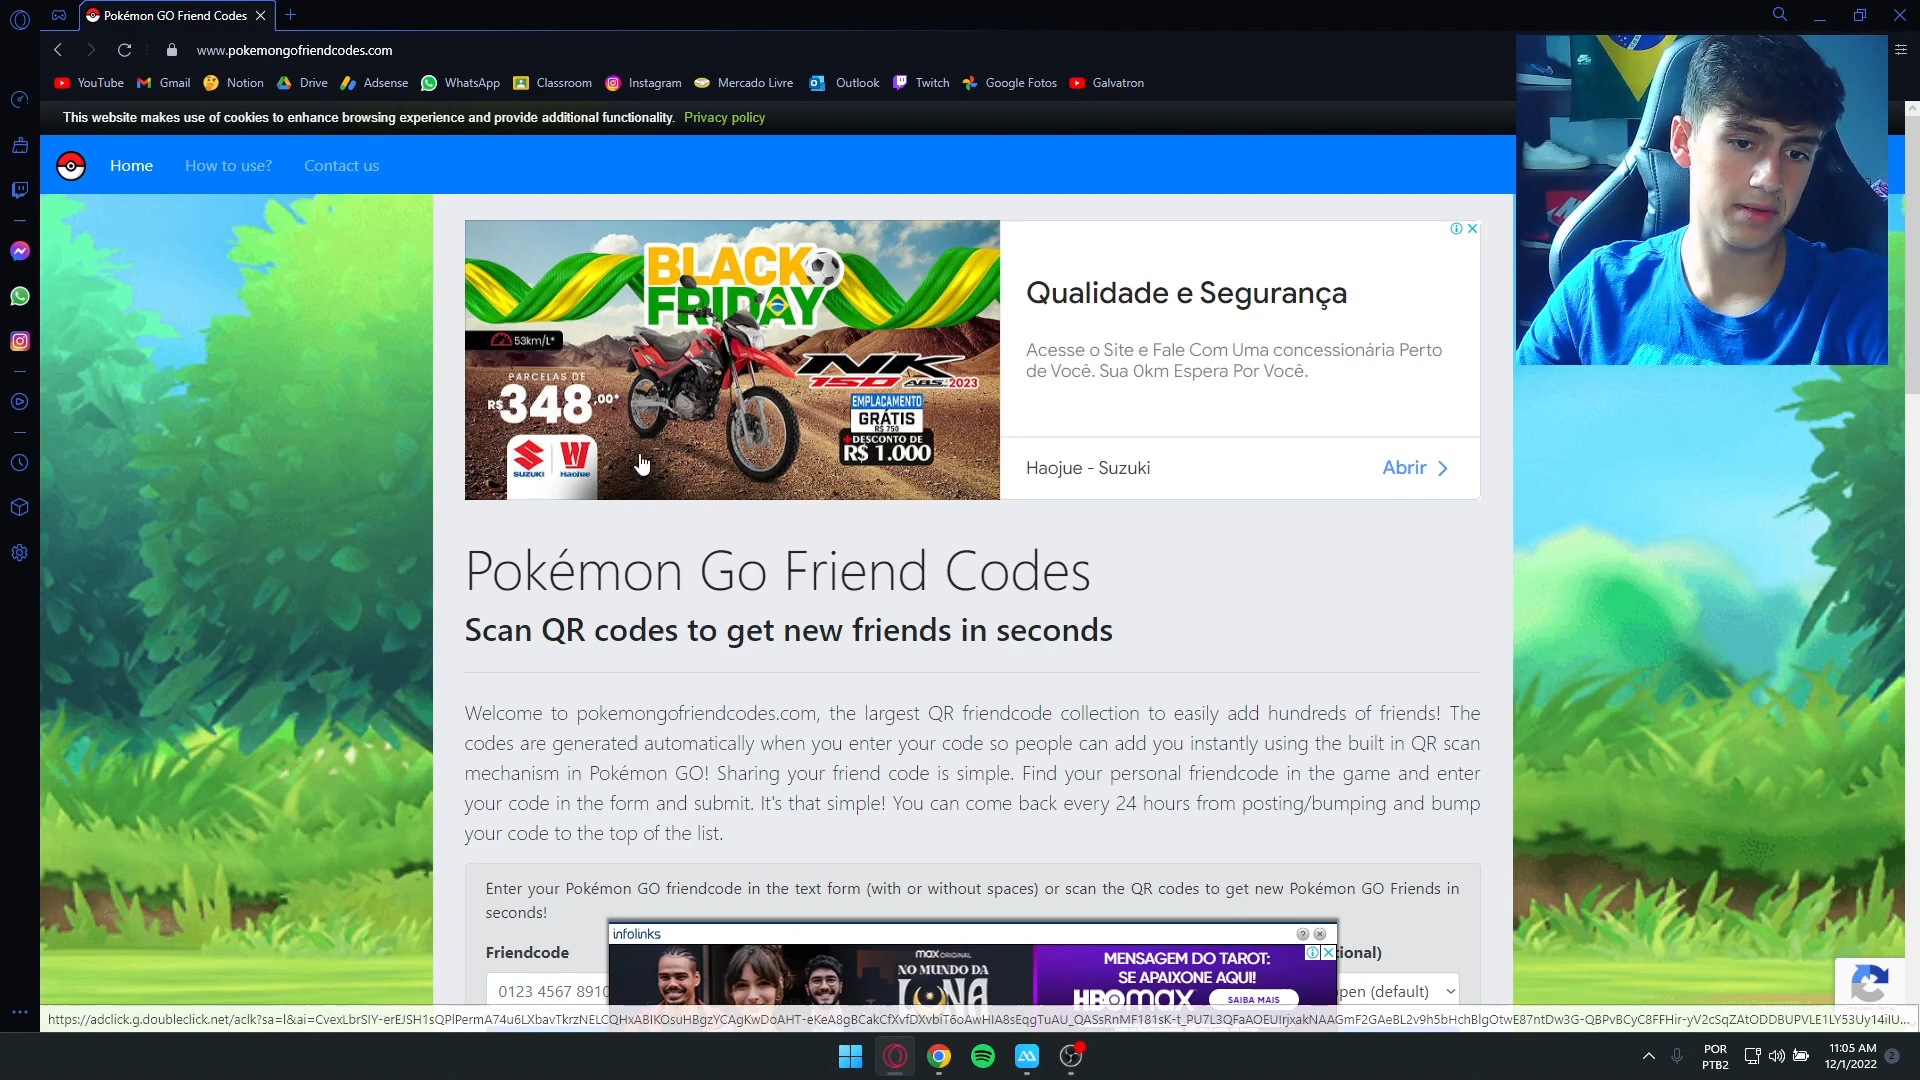 Pokémon GO Friend Codes
www.pokemongofriendcodes.com
YouTube Gmail Notion Drive Adsense WhatsApp Classroom Instagram Mercado Livre Outlook Twitch Google Fotos Galvatron
This website makes use of cookies to enhance browsing experience and provide additional functionality. Privacy policy
Home How to use? Contact us
BLACK
FRIDAY
53km/L*
PARCELAS DE
R$348,00*
NK
150 ABS 2023
EMPLACAMENTO
GRÁTIS
R$ 750
+DESCONTO DE
R$ 1.000
SUZUKI Haojue
Qualidade e Segurança
Acesse o Site e Fale Com Uma concessionária Perto
de Você. Sua 0km Espera Por Você.
Haojue - Suzuki Abrir
Pokémon Go Friend Codes
Scan QR codes to get new friends in seconds
Welcome to pokemongofriendcodes.com, the largest QR friendcode collection to easily add hundreds of friends! The
codes are generated automatically when you enter your code so people can add you instantly using the built in QR scan
mechanism in Pokémon GO! Sharing your friend code is simple. Find your personal friendcode in the game and enter
your code in the form and submit. It's that simple! You can come back every 24 hours from posting/bumping and bump
your code to the top of the list.
Enter your Pokémon GO friendcode in the text form (with or without spaces) or scan the QR codes to get new Pokémon GO Friends in
seconds!
infolinks
Friendcode
0123 4567 8910
max ORIGINAL
NO MUNDO DA
LUNA
MENSAGEM DO TAROT:
SE APAIXONE AQUI!
HBOMAX SAIBA MAIS
tional)
pen (default)
POR
PTB2
11:05 AM
12/1/2022
2